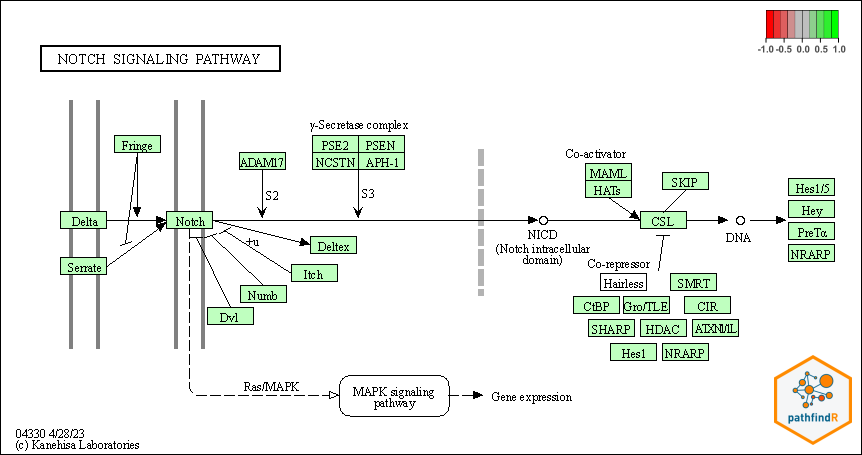 -1.0 -0.5 0.0 0.5 1.0
NOTCH SIGNALING PATHWAY
γ-Secretase complex
Fringe
PSE2 PSEN
NCSTN APH-1
ADAM17
Co-activator
MAML
HATs
SKIP
S2
S3
Hes1/5
Hey
PreTα
NRARP
Delta
Notch
CSL
DNA
NICD
(Notch intracellular
domain)
+u
Deltex
Serrate
Itch
Numb
Dvl
Co-repressor
Hairless
SMRT
CtBP
Gro/TLE
CIR
SHARP
HDAC
ATXN1/1L
Hes1
NRARP
Ras/MAPK
MAPK signaling
pathway
Gene expression
pathfindR
04330 4/28/23
(c) Kanehisa Laboratories